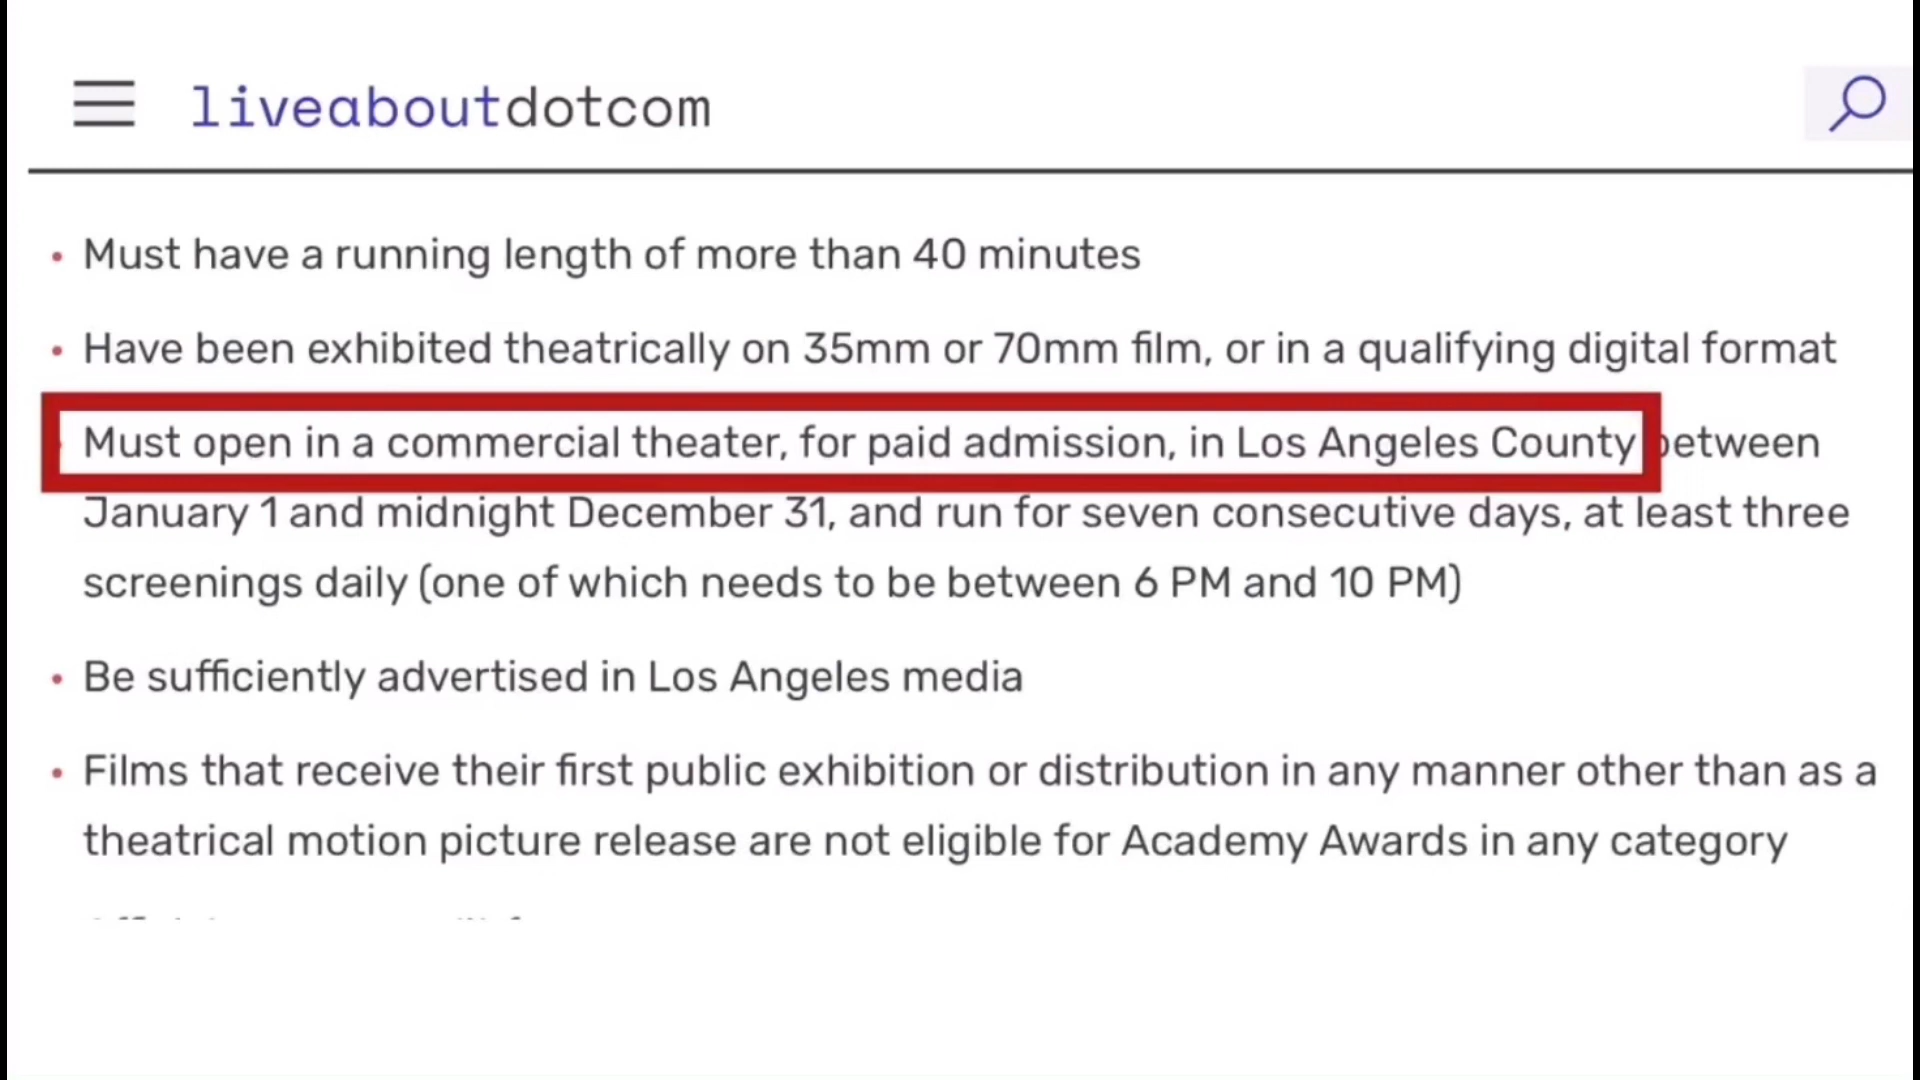 liveaboutdotcom
• Must have a running length of more than 40 minutes
• Have been exhibited theatrically on 35mm or 70mm film, or in a qualifying digital format
Must open in a commercial theater, for paid admission, in Los Angeles County between
January 1 and midnight December 31, and run for seven consecutive days, at least three
screenings daily (one of which needs to be between 6 PM and 10 PM)
• Be sufficiently advertised in Los Angeles media
• Films that receive their first public exhibition or distribution in any manner other than as a
theatrical motion picture release are not eligible for Academy Awards in any category